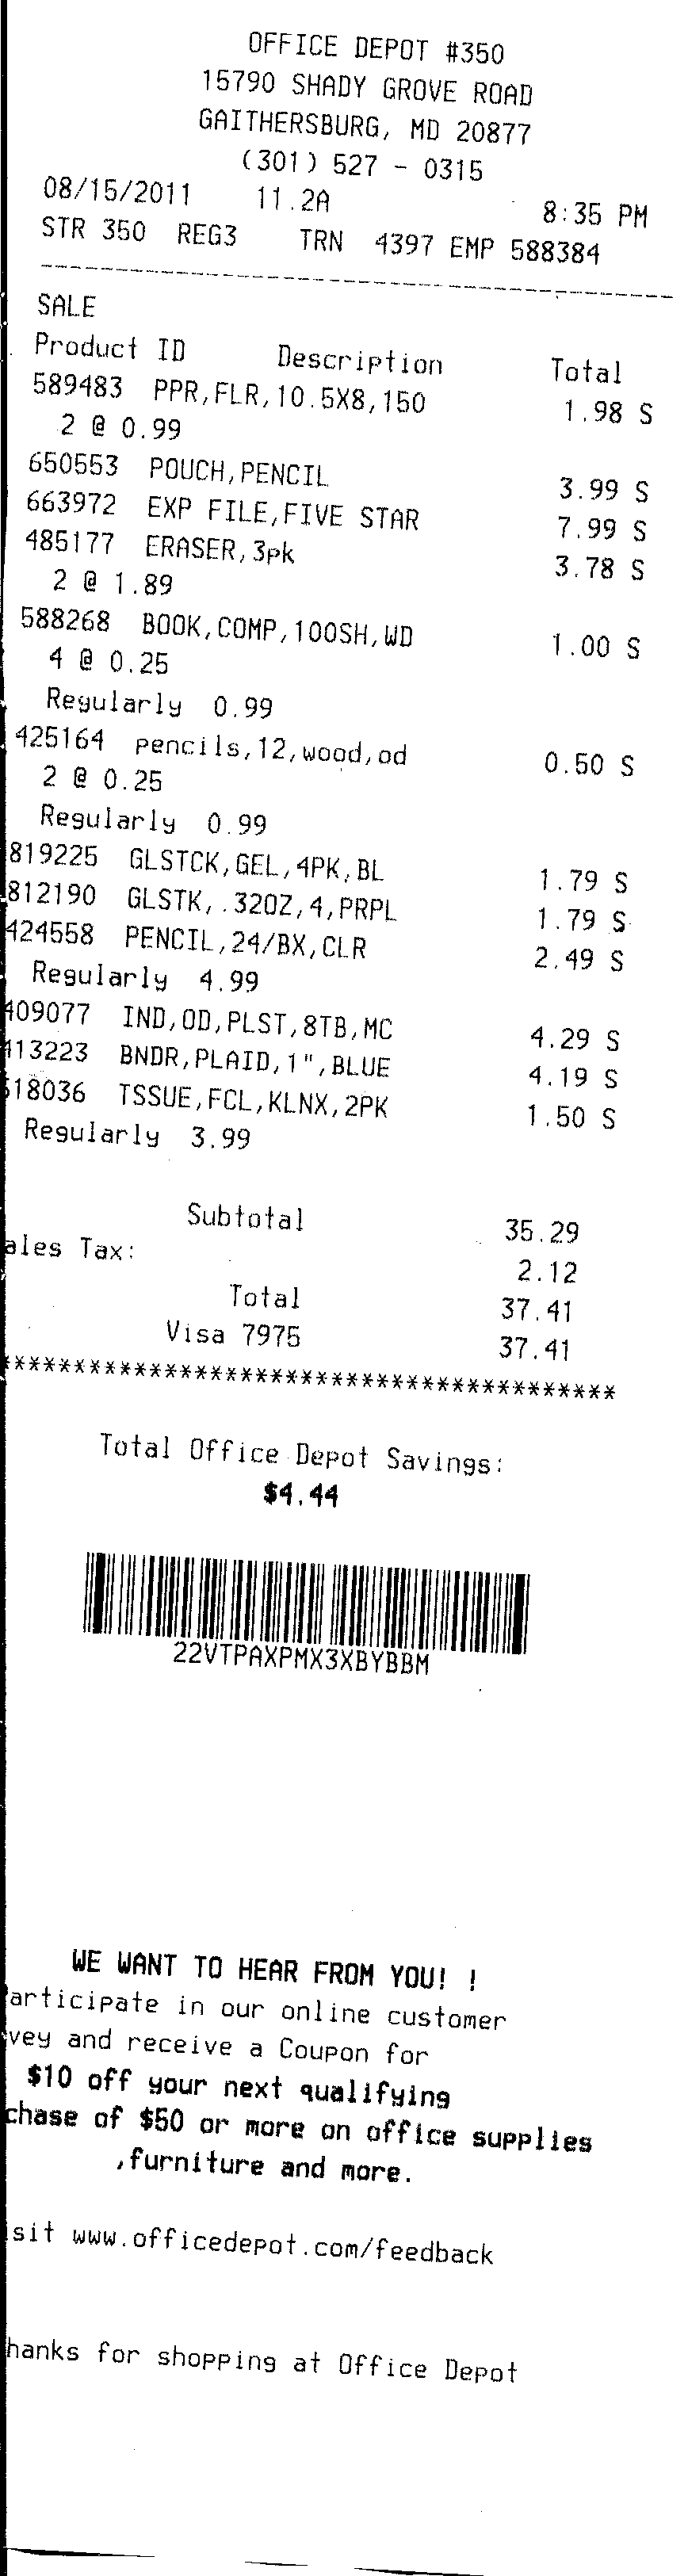 OFFICE DEPOT #350
15790 SHADY GROVE ROAD
GAITHERSBURG, MD 20877
(301) 527 - 0315
08/15/2011 11.2A 8:35 PM
STR 350 REG3 TRN 4397 EMP 588384
SALE
Product ID Description Total
589483 PPR,FLR,10.5X8,150 1.98 S
2 @ 0.99
650553 POUCH,PENCIL 3.99 S
663972 EXP FILE,FIVE STAR 7.99 S
485177 ERASER,3pk 3.78 S
2 @ 1.89
588268 BOOK,COMP,100SH,WD 1.00 S
4 @ 0.25
Regularly 0.99
425164 pencils,12,wood,od 0.50 S
2 @ 0.25
Regularly 0.99
819225 GLSTCK,GEL,4PK,BL 1.79 S
812190 GLSTK,.32OZ,4,PRPL 1.79 S
424558 PENCIL,24/BX,CLR 2.49 S
Regularly 4.99
409077 IND,OD,PLST,8TB,MC 4.29 S
413223 BNDR,PLAID,1",BLUE 4.19 S
618036 TSSUE,FCL,KLNX,2PK 1.50 S
Regularly 3.99
Subtotal 35.29
ales Tax: 2.12
Total 37.41
Visa 7975 37.41
*****************************************
Total Office Depot Savings:
$4.44
22VTPAXPMX3XBYBBM
WE WANT TO HEAR FROM YOU! !
articipate in our online customer
vey and receive a Coupon for
$10 off your next qualifying
chase of $50 or more on office supplies
,furniture and more.
sit www.officedepot.com/feedback
hanks for shopping at Office Depot